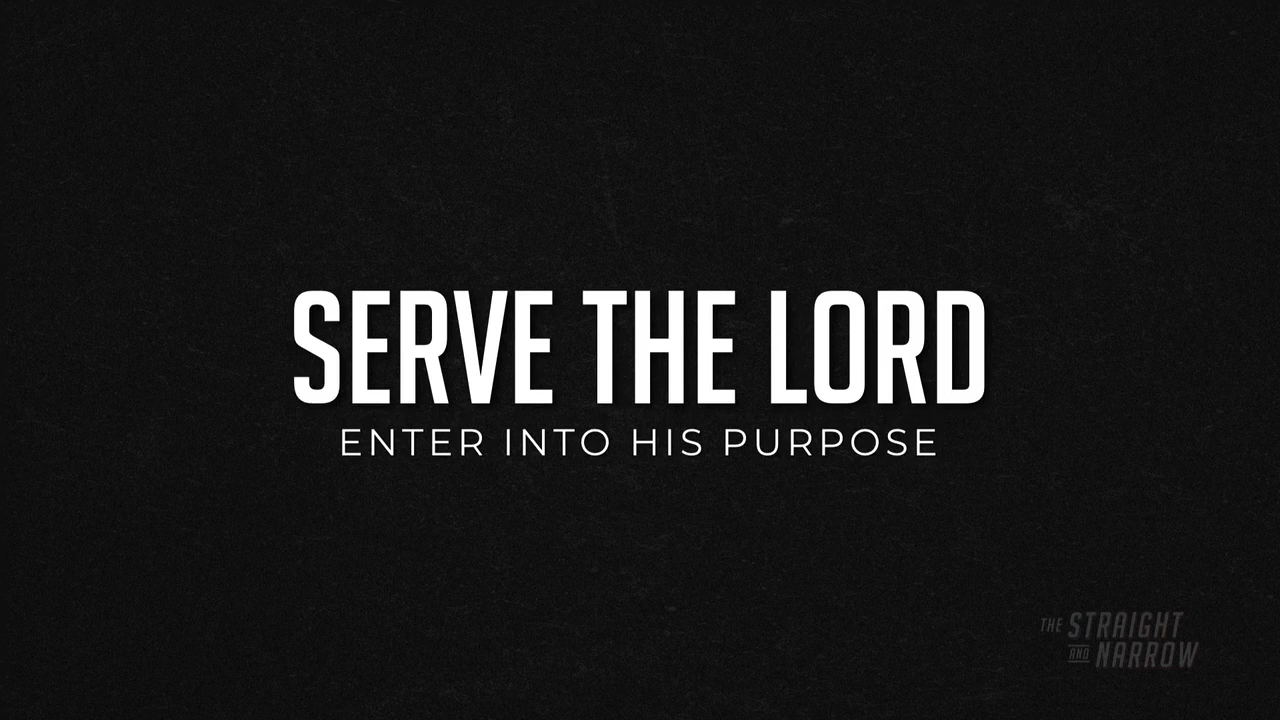 SERVE THE LORD
ENTER INTO HIS PURPOSE
THE STRAIGHT
AND NARROW